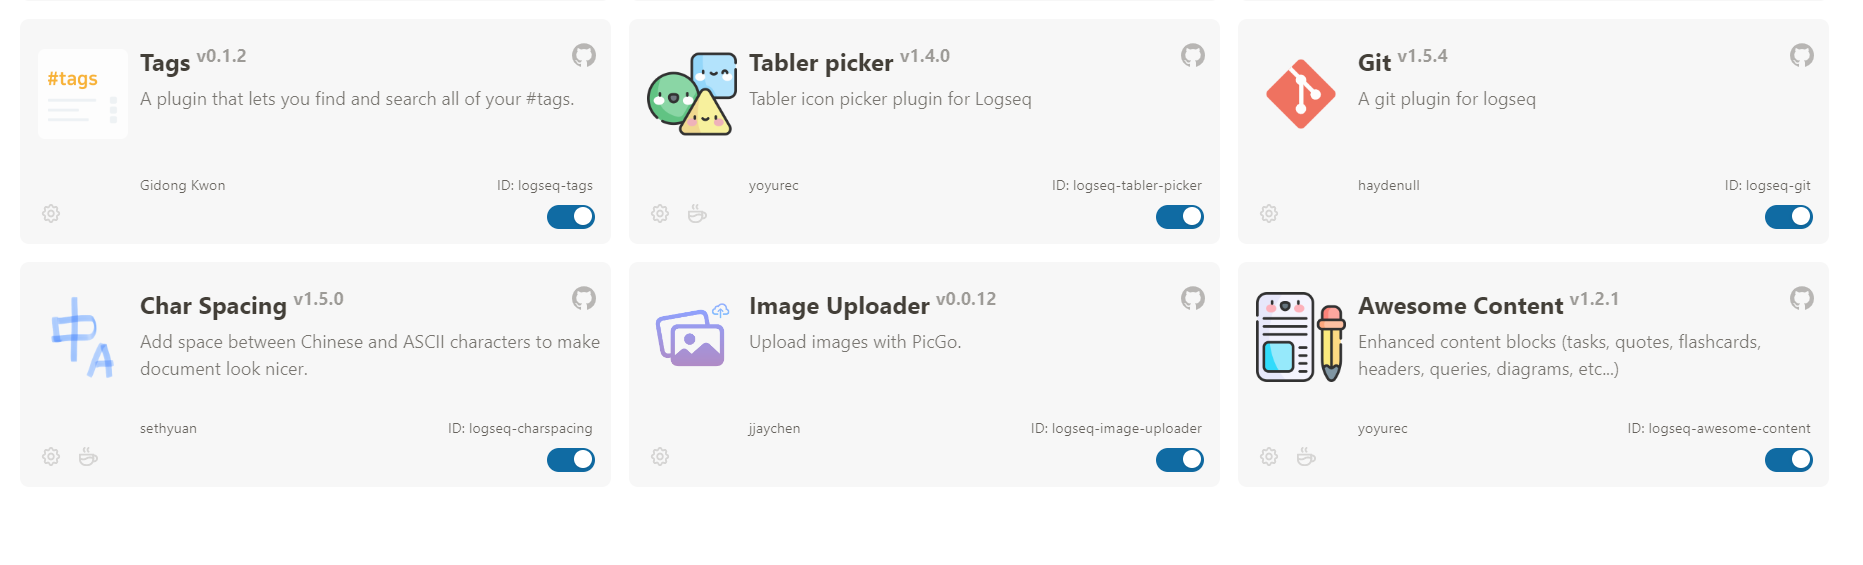 #tags
Tags v0.1.2
A plugin that lets you find and search all of your #tags.
Gidong Kwon
ID: logseq-tags
Tabler picker v1.4.0
Tabler icon picker plugin for Logseq
yoyurec
ID: logseq-tabler-picker
Git v1.5.4
A git plugin for logseq
haydenull
ID: logseq-git
中A
Char Spacing v1.5.0
Add space between Chinese and ASCII characters to make
document look nicer.
sethyuan
ID: logseq-charspacing
Image Uploader v0.0.12
Upload images with PicGo.
jjaychen
ID: logseq-image-uploader
Awesome Content v1.2.1
Enhanced content blocks (tasks, quotes, flashcards,
headers, queries, diagrams, etc...)
yoyurec
ID: logseq-awesome-content